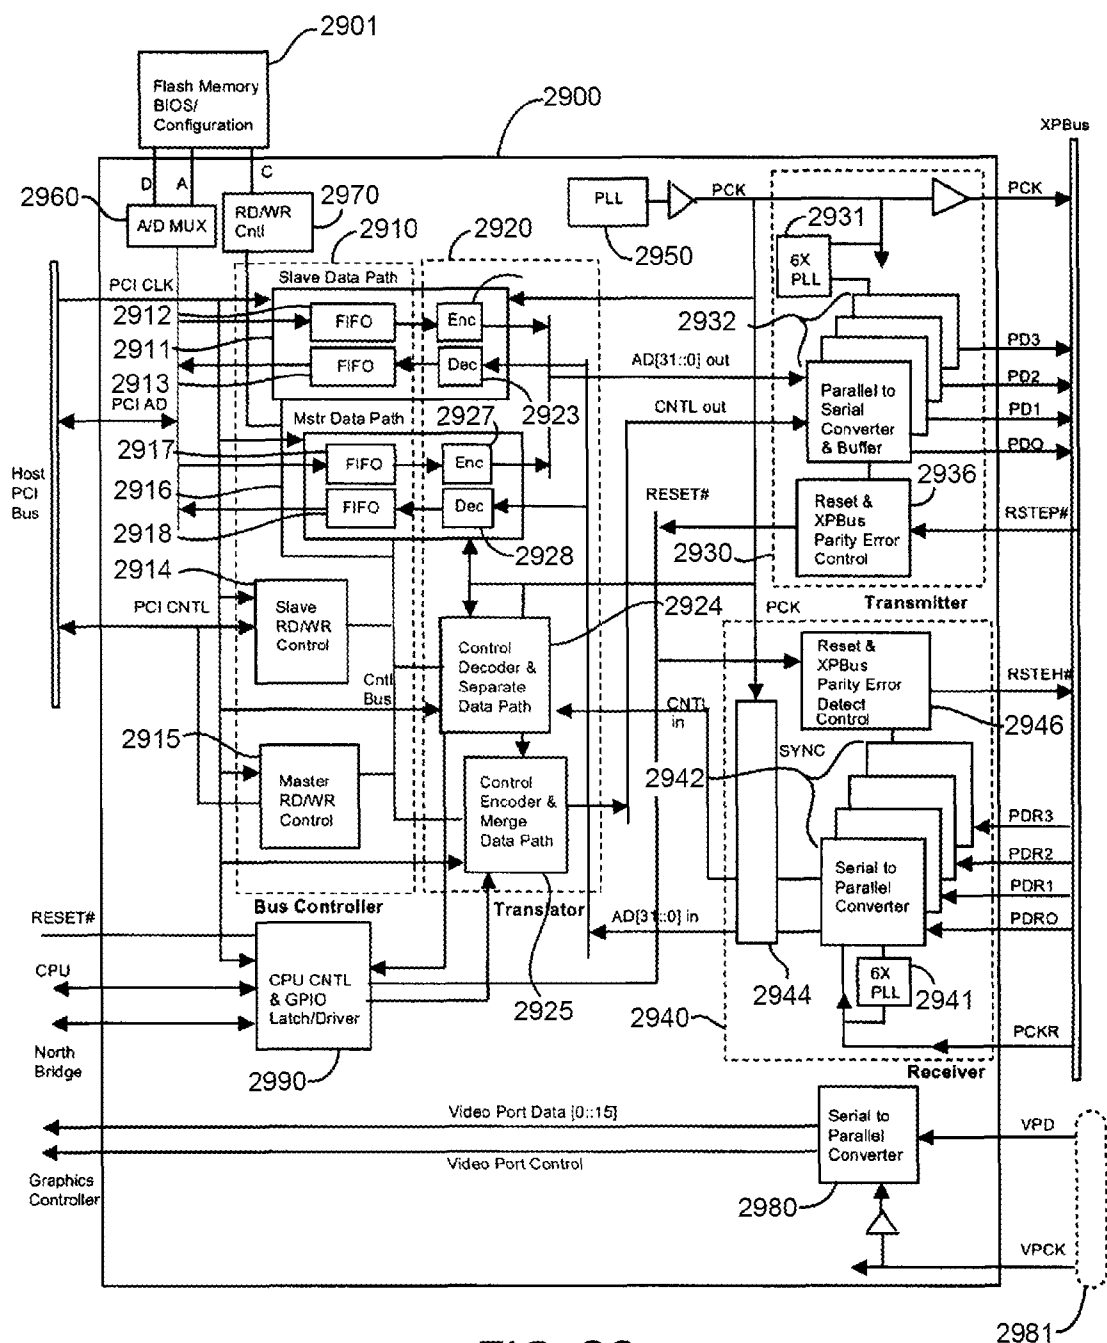 2901
Flash Memory
BIOS/
Configuration
2900
XPBus
D
A
C
2960
A/D MUX
RD/WR
Cntl
2970
2910
2920
PLL
2950
PCK
2931
6X
PLL
PCK
Slave Data Path
PCI CLK
2912
FIFO
Enc
2911
FIFO
Dec
2913
2923
PCI AD
Mstr Data Path
2927
2917
FIFO
Enc
2916
FIFO
Dec
2918
2928
2932
AD[31::0] out
CNTL out
Parallel to
Serial
Converter
& Buffer
PD3
PD2
PD1
PD0
2936
Host
PCI
Bus
RESET#
Reset &
XPBus
Parity Error
Control
RSTEP#
2930
Transmitter
2914
Slave
RD/WR
Control
PCI CNTL
2924
PCK
Control
Decoder &
Separate
Data Path
Cntl
Bus
Reset &
XPBus
Parity Error
Detect
Control
RSTEH#
2946
CNTL
in
SYNC
2942
2915
Master
RD/WR
Control
Control
Encoder &
Merge
Data Path
Serial to
Parallel
Converter
PDR3
PDR2
PDR1
PDR0
Bus Controller
Translator
AD[31::0] in
RESET#
CPU
CPU CNTL
& GPIO
Latch/Driver
2925
2944
6X
PLL
2941
2940
PCKR
North
Bridge
2990
Receiver
Video Port Data [0::15]
Video Port Control
Serial to
Parallel
Converter
VPD
Graphics
Controller
2980
VPCK
2981